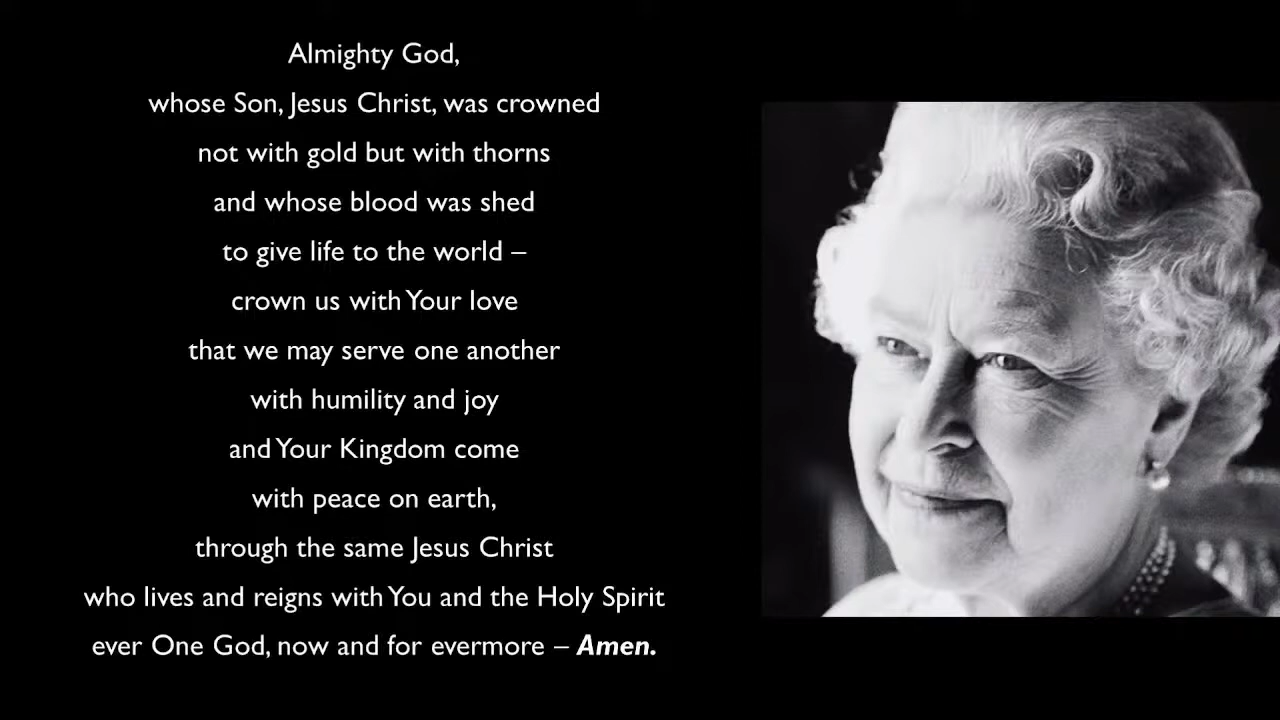 Almighty God,
whose Son, Jesus Christ, was crowned
not with gold but with thorns
and whose blood was shed
to give life to the world –
crown us with Your love
that we may serve one another
with humility and joy
and Your Kingdom come
with peace on earth,
through the same Jesus Christ
who lives and reigns with You and the Holy Spirit
ever One God, now and for evermore – Amen.